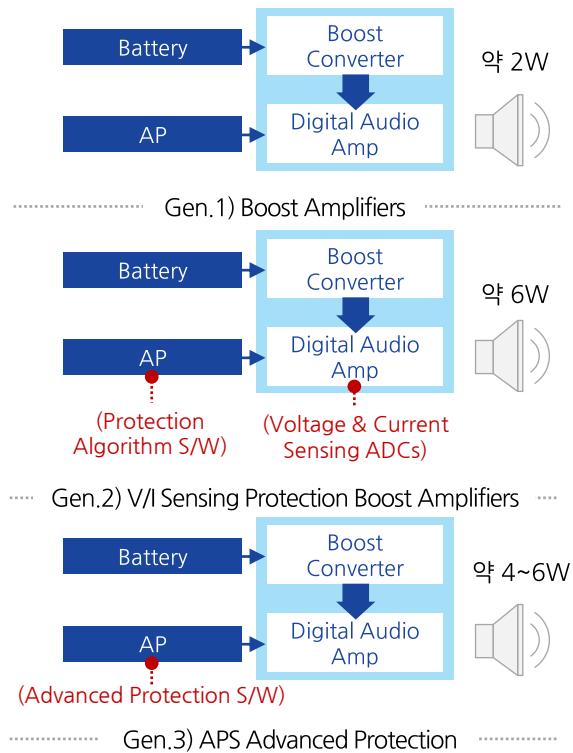 Battery
Boost
Converter
약 2W
AP
Digital Audio
Amp
Gen.1) Boost Amplifiers
Battery
Boost
Converter
약 6W
AP
Digital Audio
Amp
(Protection
Algorithm S/W)
(Voltage & Current
Sensing ADCs)
Gen.2) V/I Sensing Protection Boost Amplifiers
Battery
Boost
Converter
약 4~6W
AP
Digital Audio
Amp
(Advanced Protection S/W)
Gen.3) APS Advanced Protection